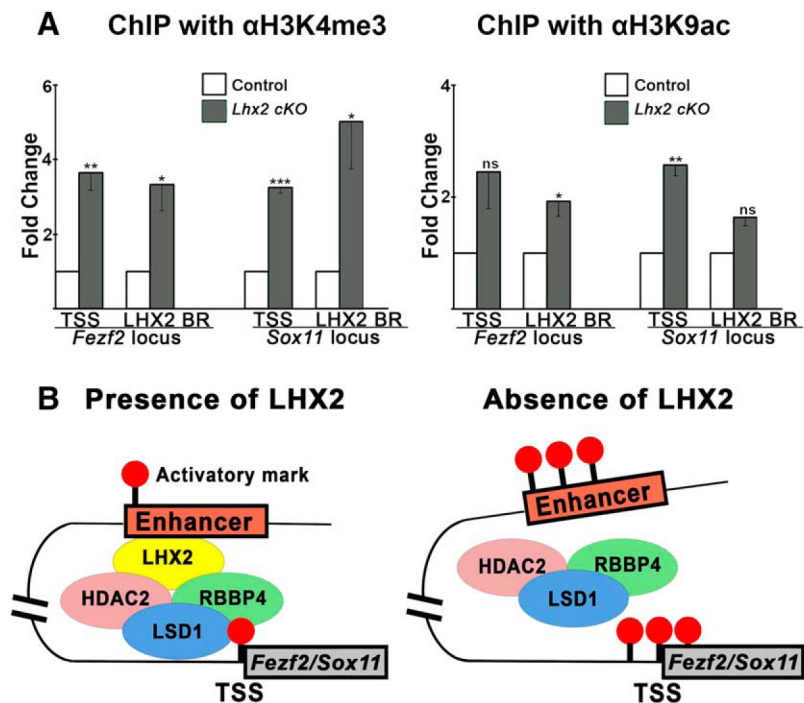 A ChIP with αH3K4me3 ChIP with αH3K9ac
Fold Change
6
4
2
Control
Lhx2 cKO
**
*
***
*
TSS LHX2 BR TSS LHX2 BR
Fezf2 locus Sox11 locus
Fold Change
4
2
Control
Lhx2 cKO
ns
*
**
ns
TSS LHX2 BR TSS LHX2 BR
Fezf2 locus Sox11 locus
B Presence of LHX2 Absence of LHX2
Activatory mark
Enhancer
LHX2
HDAC2 RBBP4
LSD1
Fezf2/Sox11
TSS
Enhancer
HDAC2 RBBP4
LSD1
Fezf2/Sox11
TSS